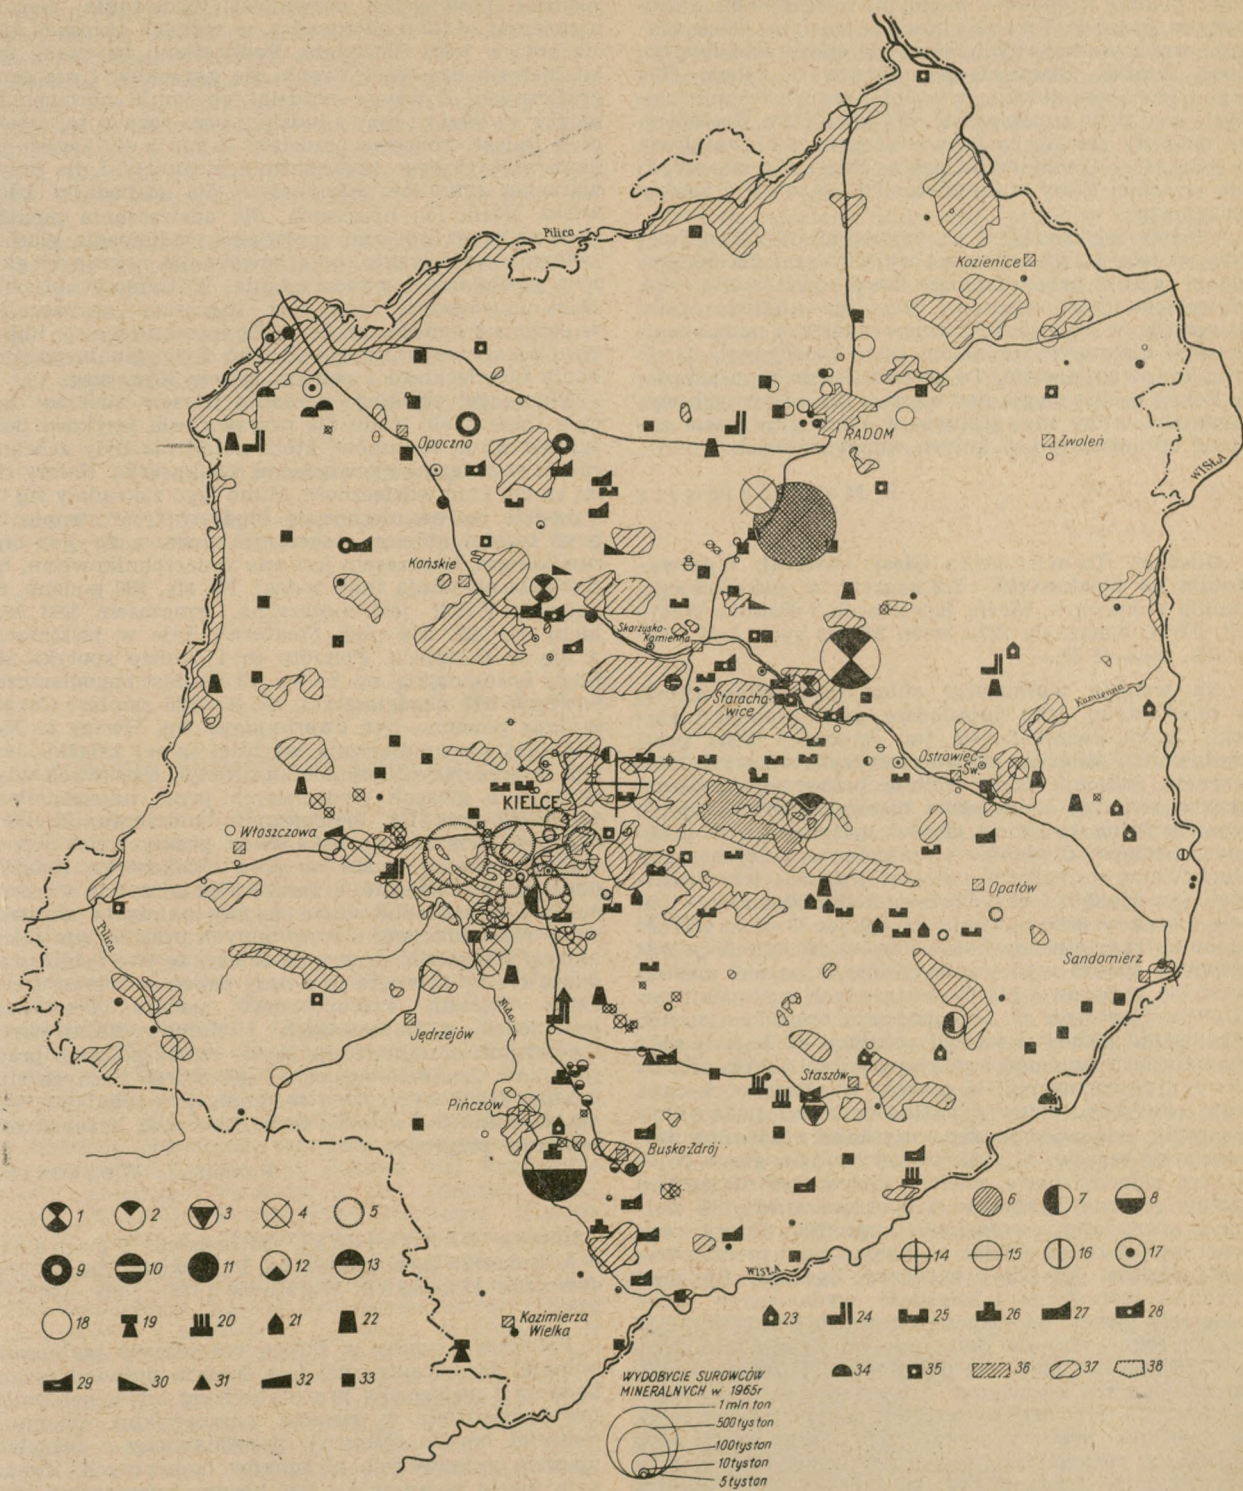 Pilica
Kozienice
RADOM
Zwoleń
WISŁA
Opoczno
Końskie
Skarżysko-
Kamienna
Staracho-
wice
Kamienna
Ostrowiec-
Św.
KIELCE
Włoszczowa
Opatów
Pilica
Sandomierz
Nida
Jędrzejów
Staszów
Pińczów
Busko-Zdrój
WISŁA
Kazimierza
Wielka
1 2 3 4 5 6 7 8
9 10 11 12 13 14 15 16 17
18 19 20 21 22 23 24 25 26 27 28
29 30 31 32 33 34 35 36 37 38
WYDOBYCIE SUROWCÓW
MINERALNYCH w 1965r
1 mln ton
500 tys ton
100 tys ton
10 tys ton
5 tys ton